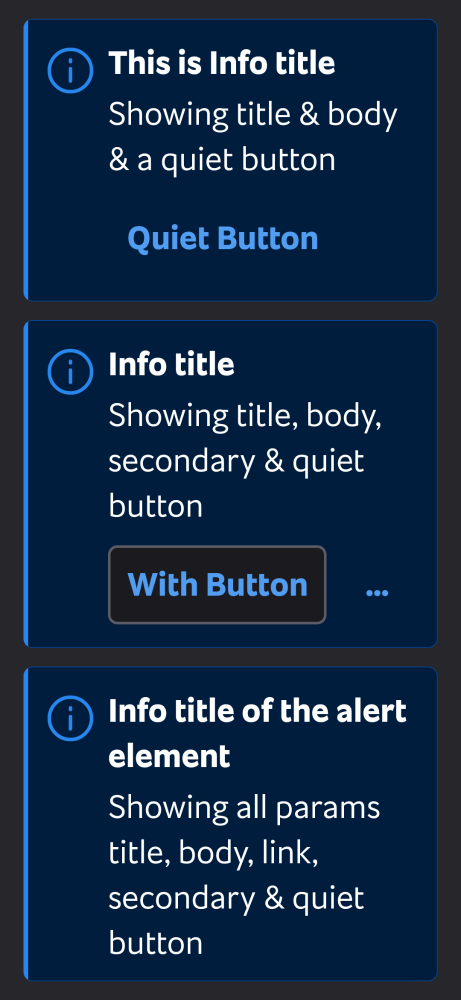 This is Info title
Showing title & body
& a quiet button
Quiet Button
Info title
Showing title, body,
secondary & quiet
button
With Button
...
Info title of the alert
element
Showing all params
title, body, link,
secondary & quiet
button